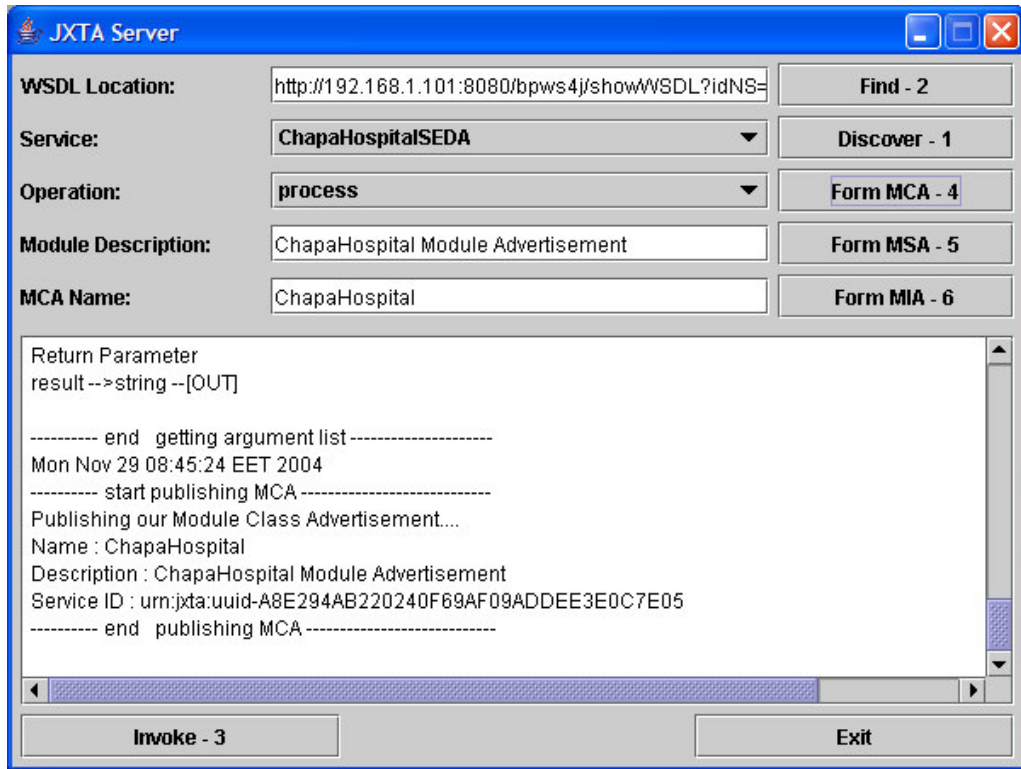 JXTA Server
WSDL Location: http://192.168.1.101:8080/bpws4j/showWSDL?idNS= Find - 2
Service: ChapaHospitalSEDA Discover - 1
Operation: process Form MCA - 4
Module Description: ChapaHospital Module Advertisement Form MSA - 5
MCA Name: ChapaHospital Form MIA - 6
Return Parameter
result -->string --[OUT]
---------- end getting argument list ---------------------
Mon Nov 29 08:45:24 EET 2004
---------- start publishing MCA ----------------------------
Publishing our Module Class Advertisement....
Name : ChapaHospital
Description : ChapaHospital Module Advertisement
Service ID : urn:jxta:uuid-A8E294AB220240F69AF09ADDEE3E0C7E05
---------- end publishing MCA ----------------------------
Invoke - 3 Exit